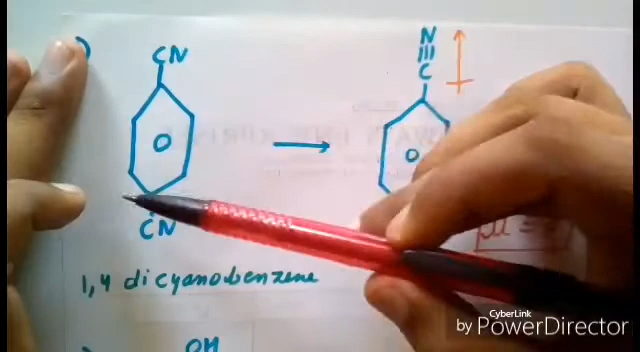 CN
N
C
O
O
CN
μ =
1,4 dicyanobenzene
OH
CyberLink
by PowerDirector